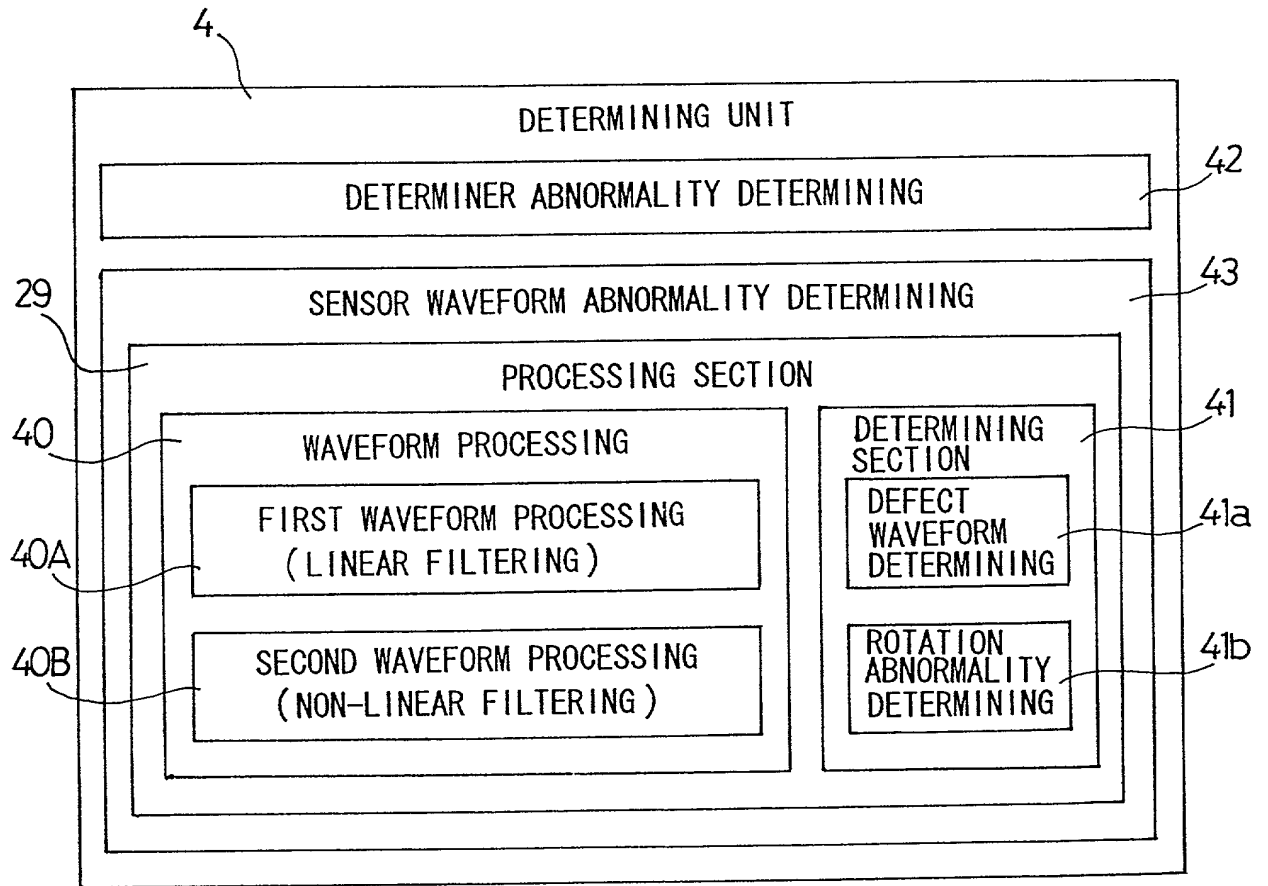 4
DETERMINING UNIT
42
DETERMINER ABNORMALITY DETERMINING
43
29
SENSOR WAVEFORM ABNORMALITY DETERMINING
PROCESSING SECTION
40
WAVEFORM PROCESSING
40A
FIRST WAVEFORM PROCESSING
(LINEAR FILTERING)
40B
SECOND WAVEFORM PROCESSING
(NON-LINEAR FILTERING)
41
DETERMINING
SECTION
41a
DEFECT
WAVEFORM
DETERMINING
41b
ROTATION
ABNORMALITY
DETERMINING